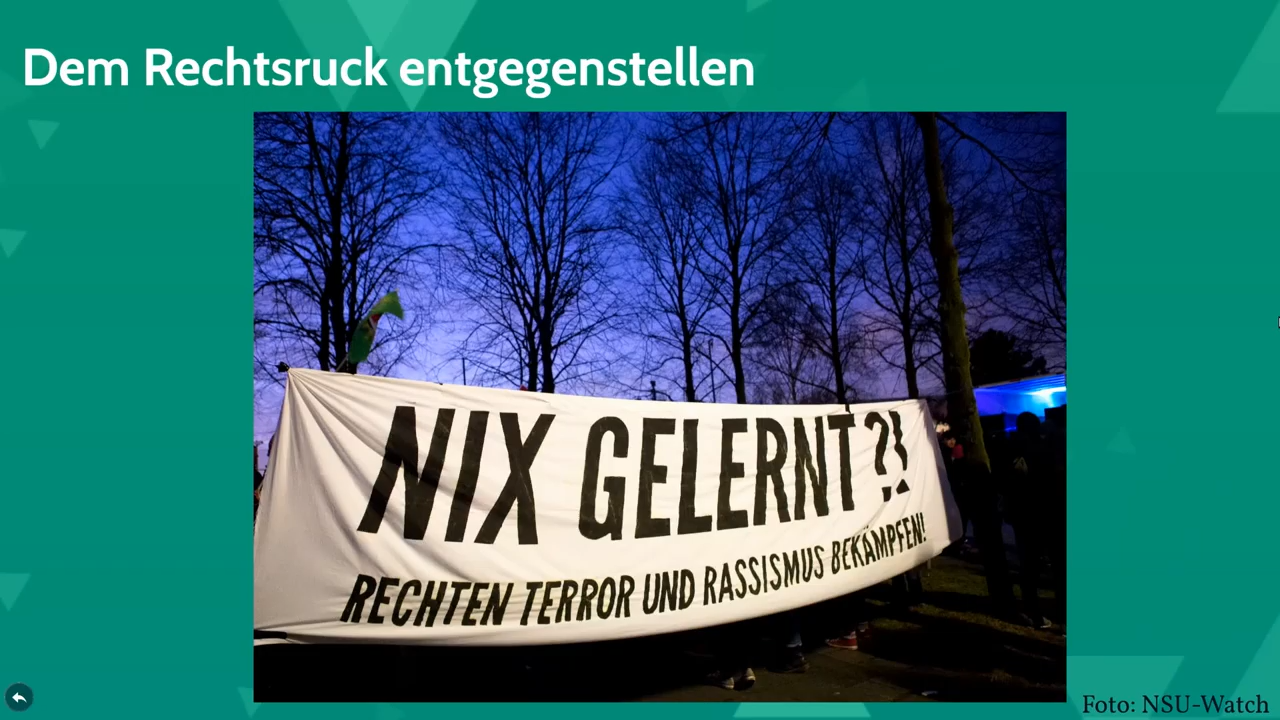 Dem Rechtsruck entgegenstellen
NIX GELERNT?!
RECHTEN TERROR UND RASSISMUS BEKÄMPFEN!
Foto: NSU-Watch